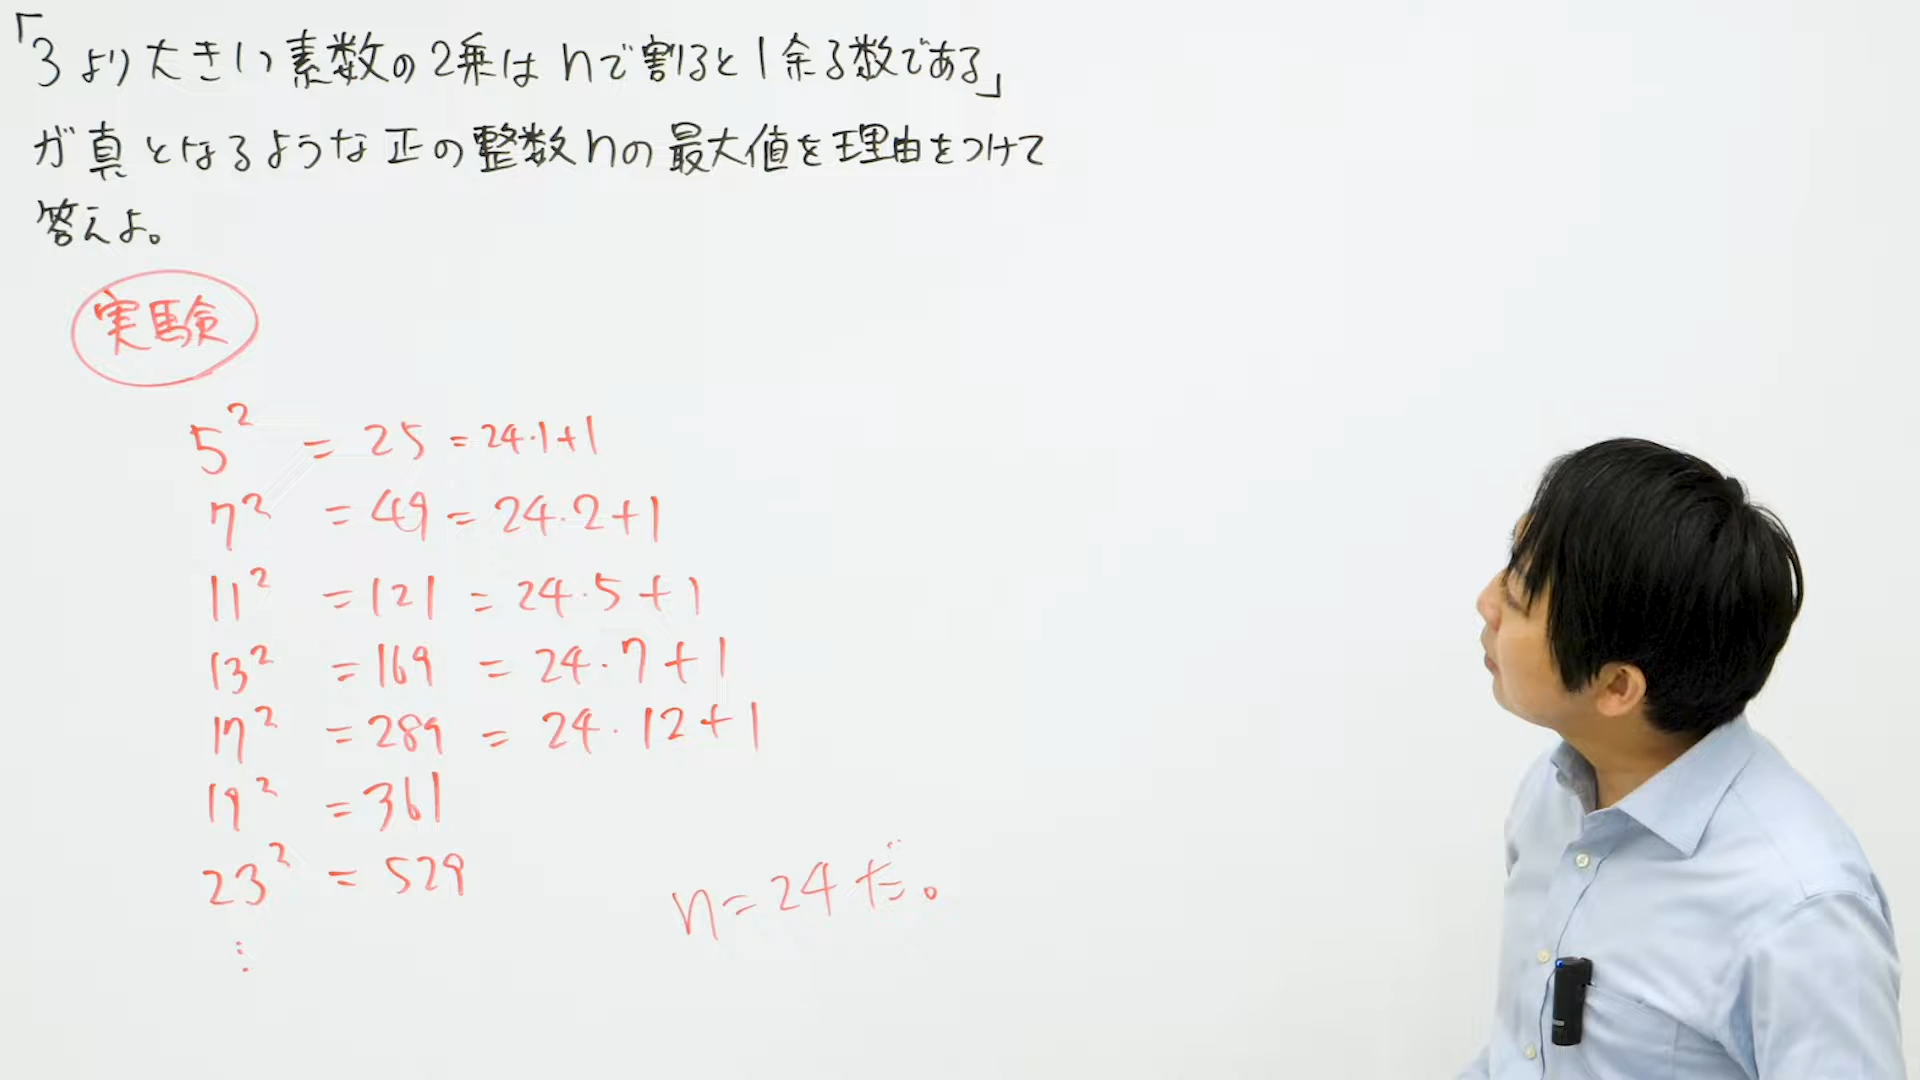 「3より大きい素数の2乗はnで割ると1余る数である」
が真となるような正の整数nの最大値を理由をつけて
答えよ。
実験
5² = 25 = 24·1+1
7² = 49 = 24·2+1
11² = 121 = 24·5+1
13² = 169 = 24·7+1
17² = 289 = 24·12+1
19² = 361
23² = 529
⋮
n=24だ。